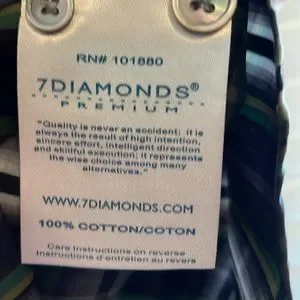 RN# 101880
7DIAMONDS®
PREMIUM
"Quality is never an accident; it is
always the result of high intention,
sincere effort, intelligent direction
and skillful execution; it represents
the wise choice among many
alternatives."
WWW.7DIAMONDS.COM
100% COTTON/COTON
Care instructions on reverse
Instructions d'entretien au revers